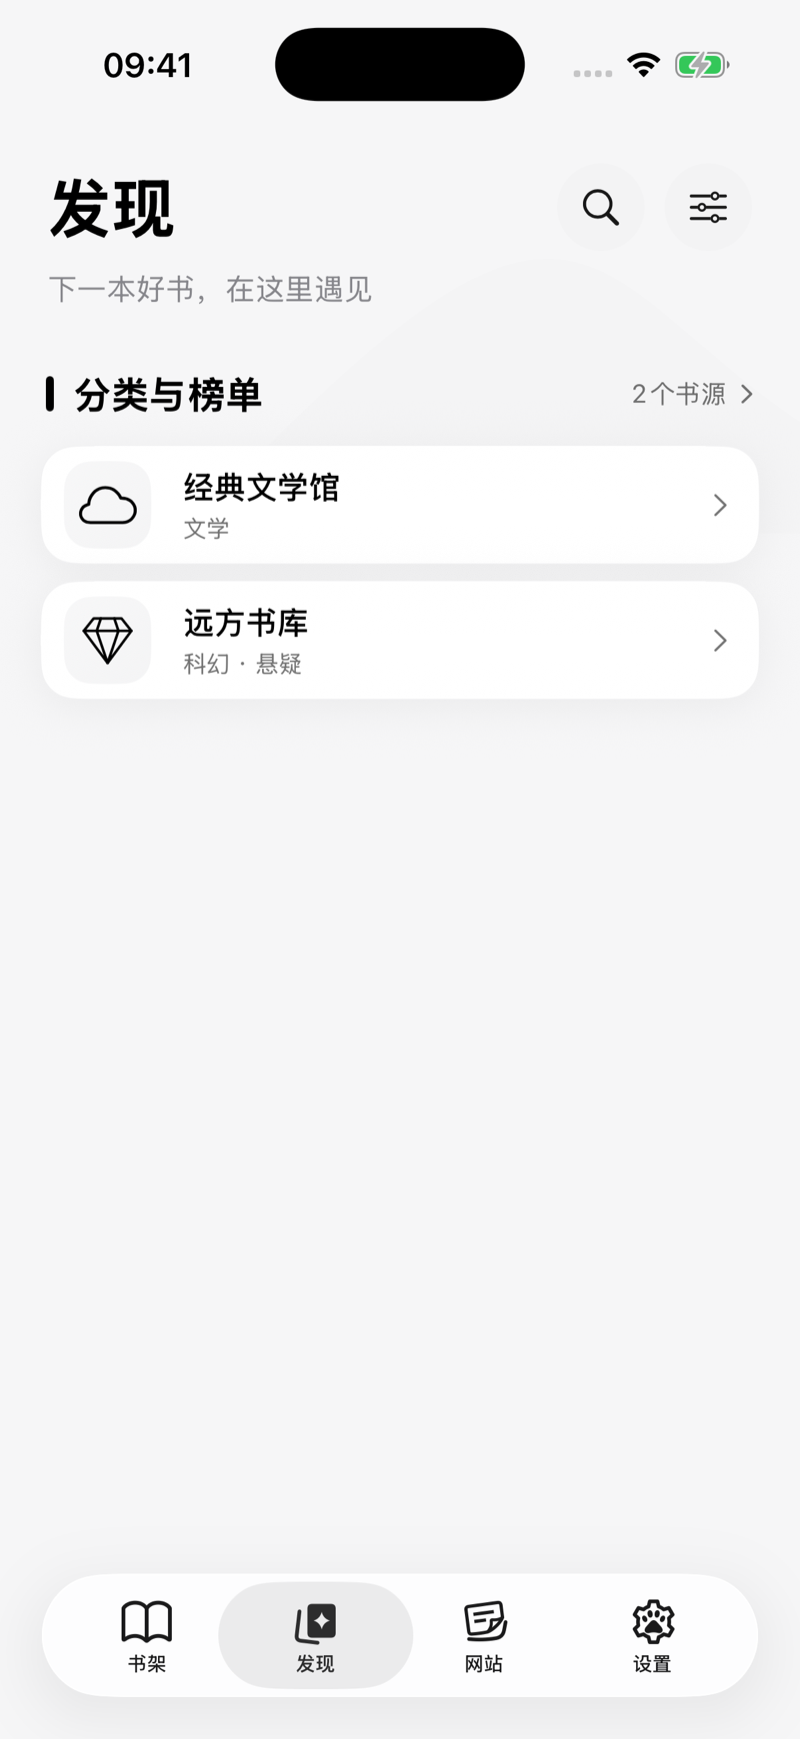 09:41
发现
下一本好书，在这里遇见
分类与榜单
2个书源
经典文学馆
文学
远方书库
科幻 · 悬疑
书架
发现
网站
设置